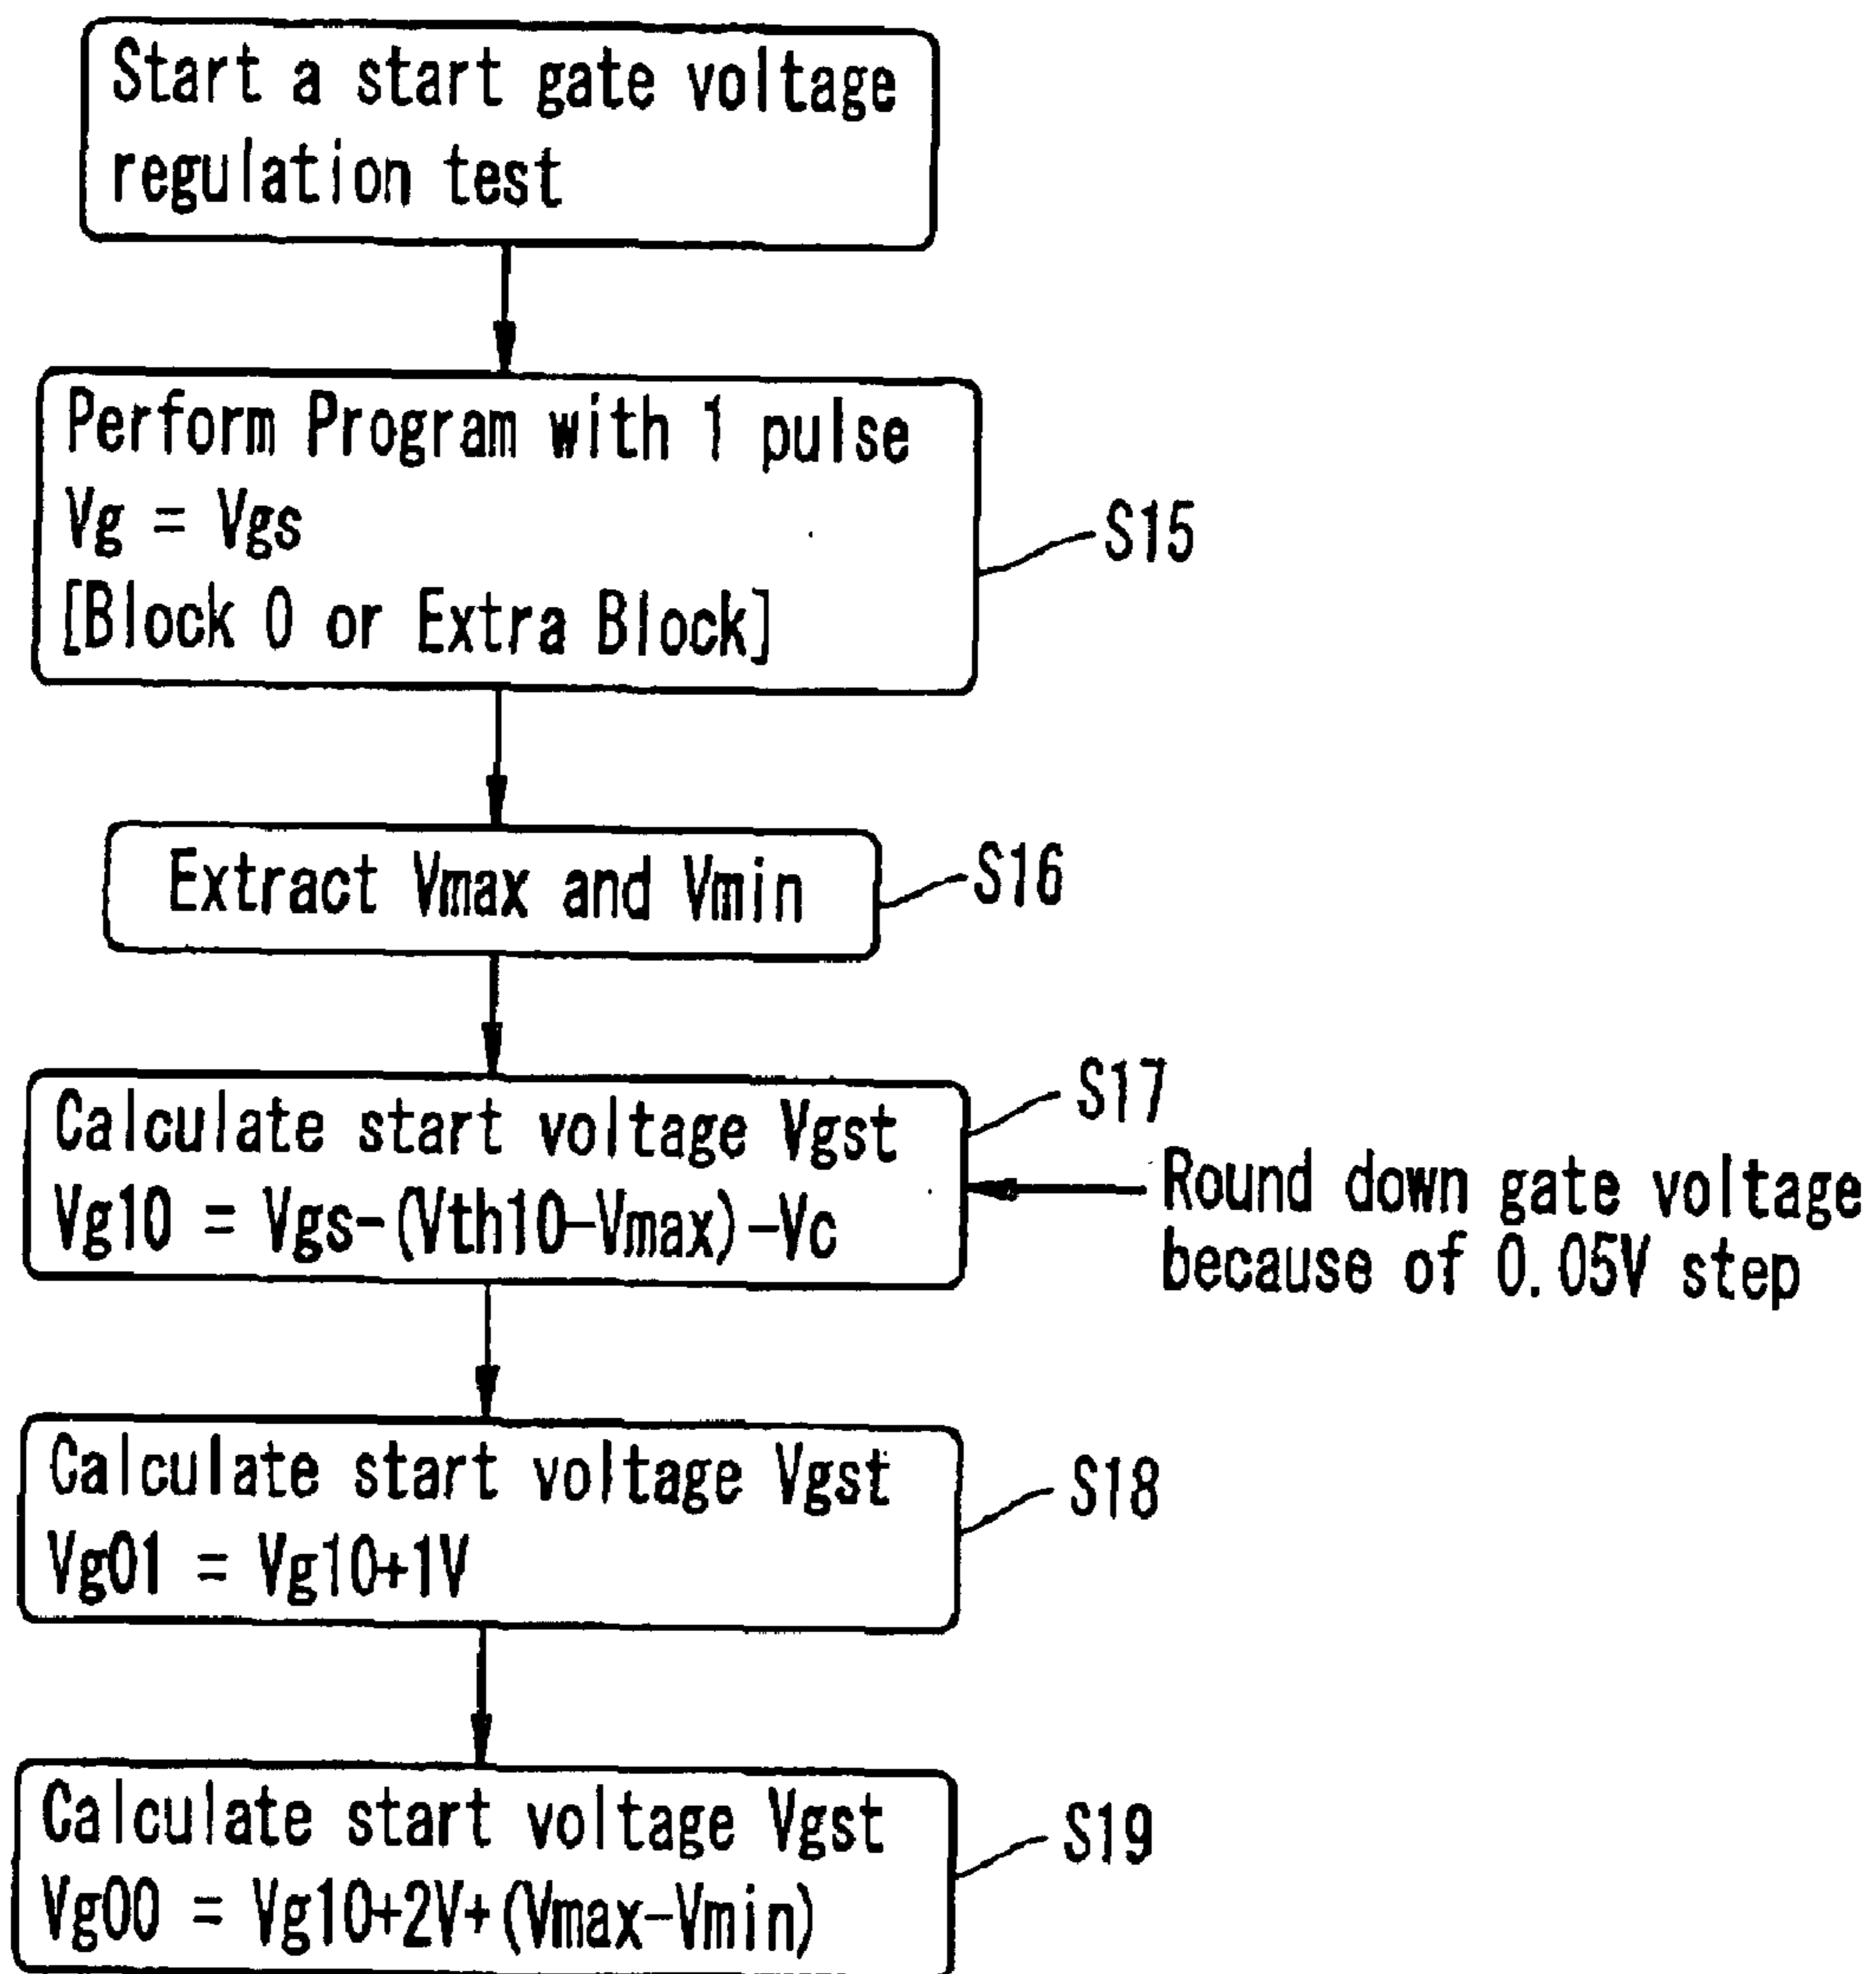 Start a start gate voltage
regulation test
Perform Program with 1 pulse
Vg = Vgs
[Block 0 or Extra Block]
S15
Extract Vmax and Vmin
S16
Calculate start voltage Vgst
Vg10 = Vgs-(Vth10-Vmax)-Vc
S17
Round down gate voltage
because of 0.05V step
Calculate start voltage Vgst
Vg01 = Vg10+1V
S18
Calculate start voltage Vgst
Vg00 = Vg10+2V+(Vmax-Vmin)
S19